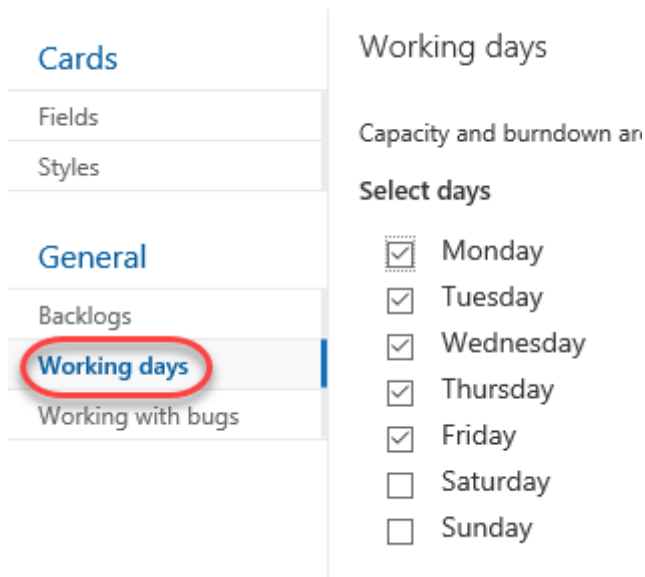 Cards
Fields
Styles
General
Backlogs
Working days
Working with bugs
Working days
Capacity and burndown
Select days
Monday
Tuesday
Wednesday
Thursday
Friday
Saturday
Sunday